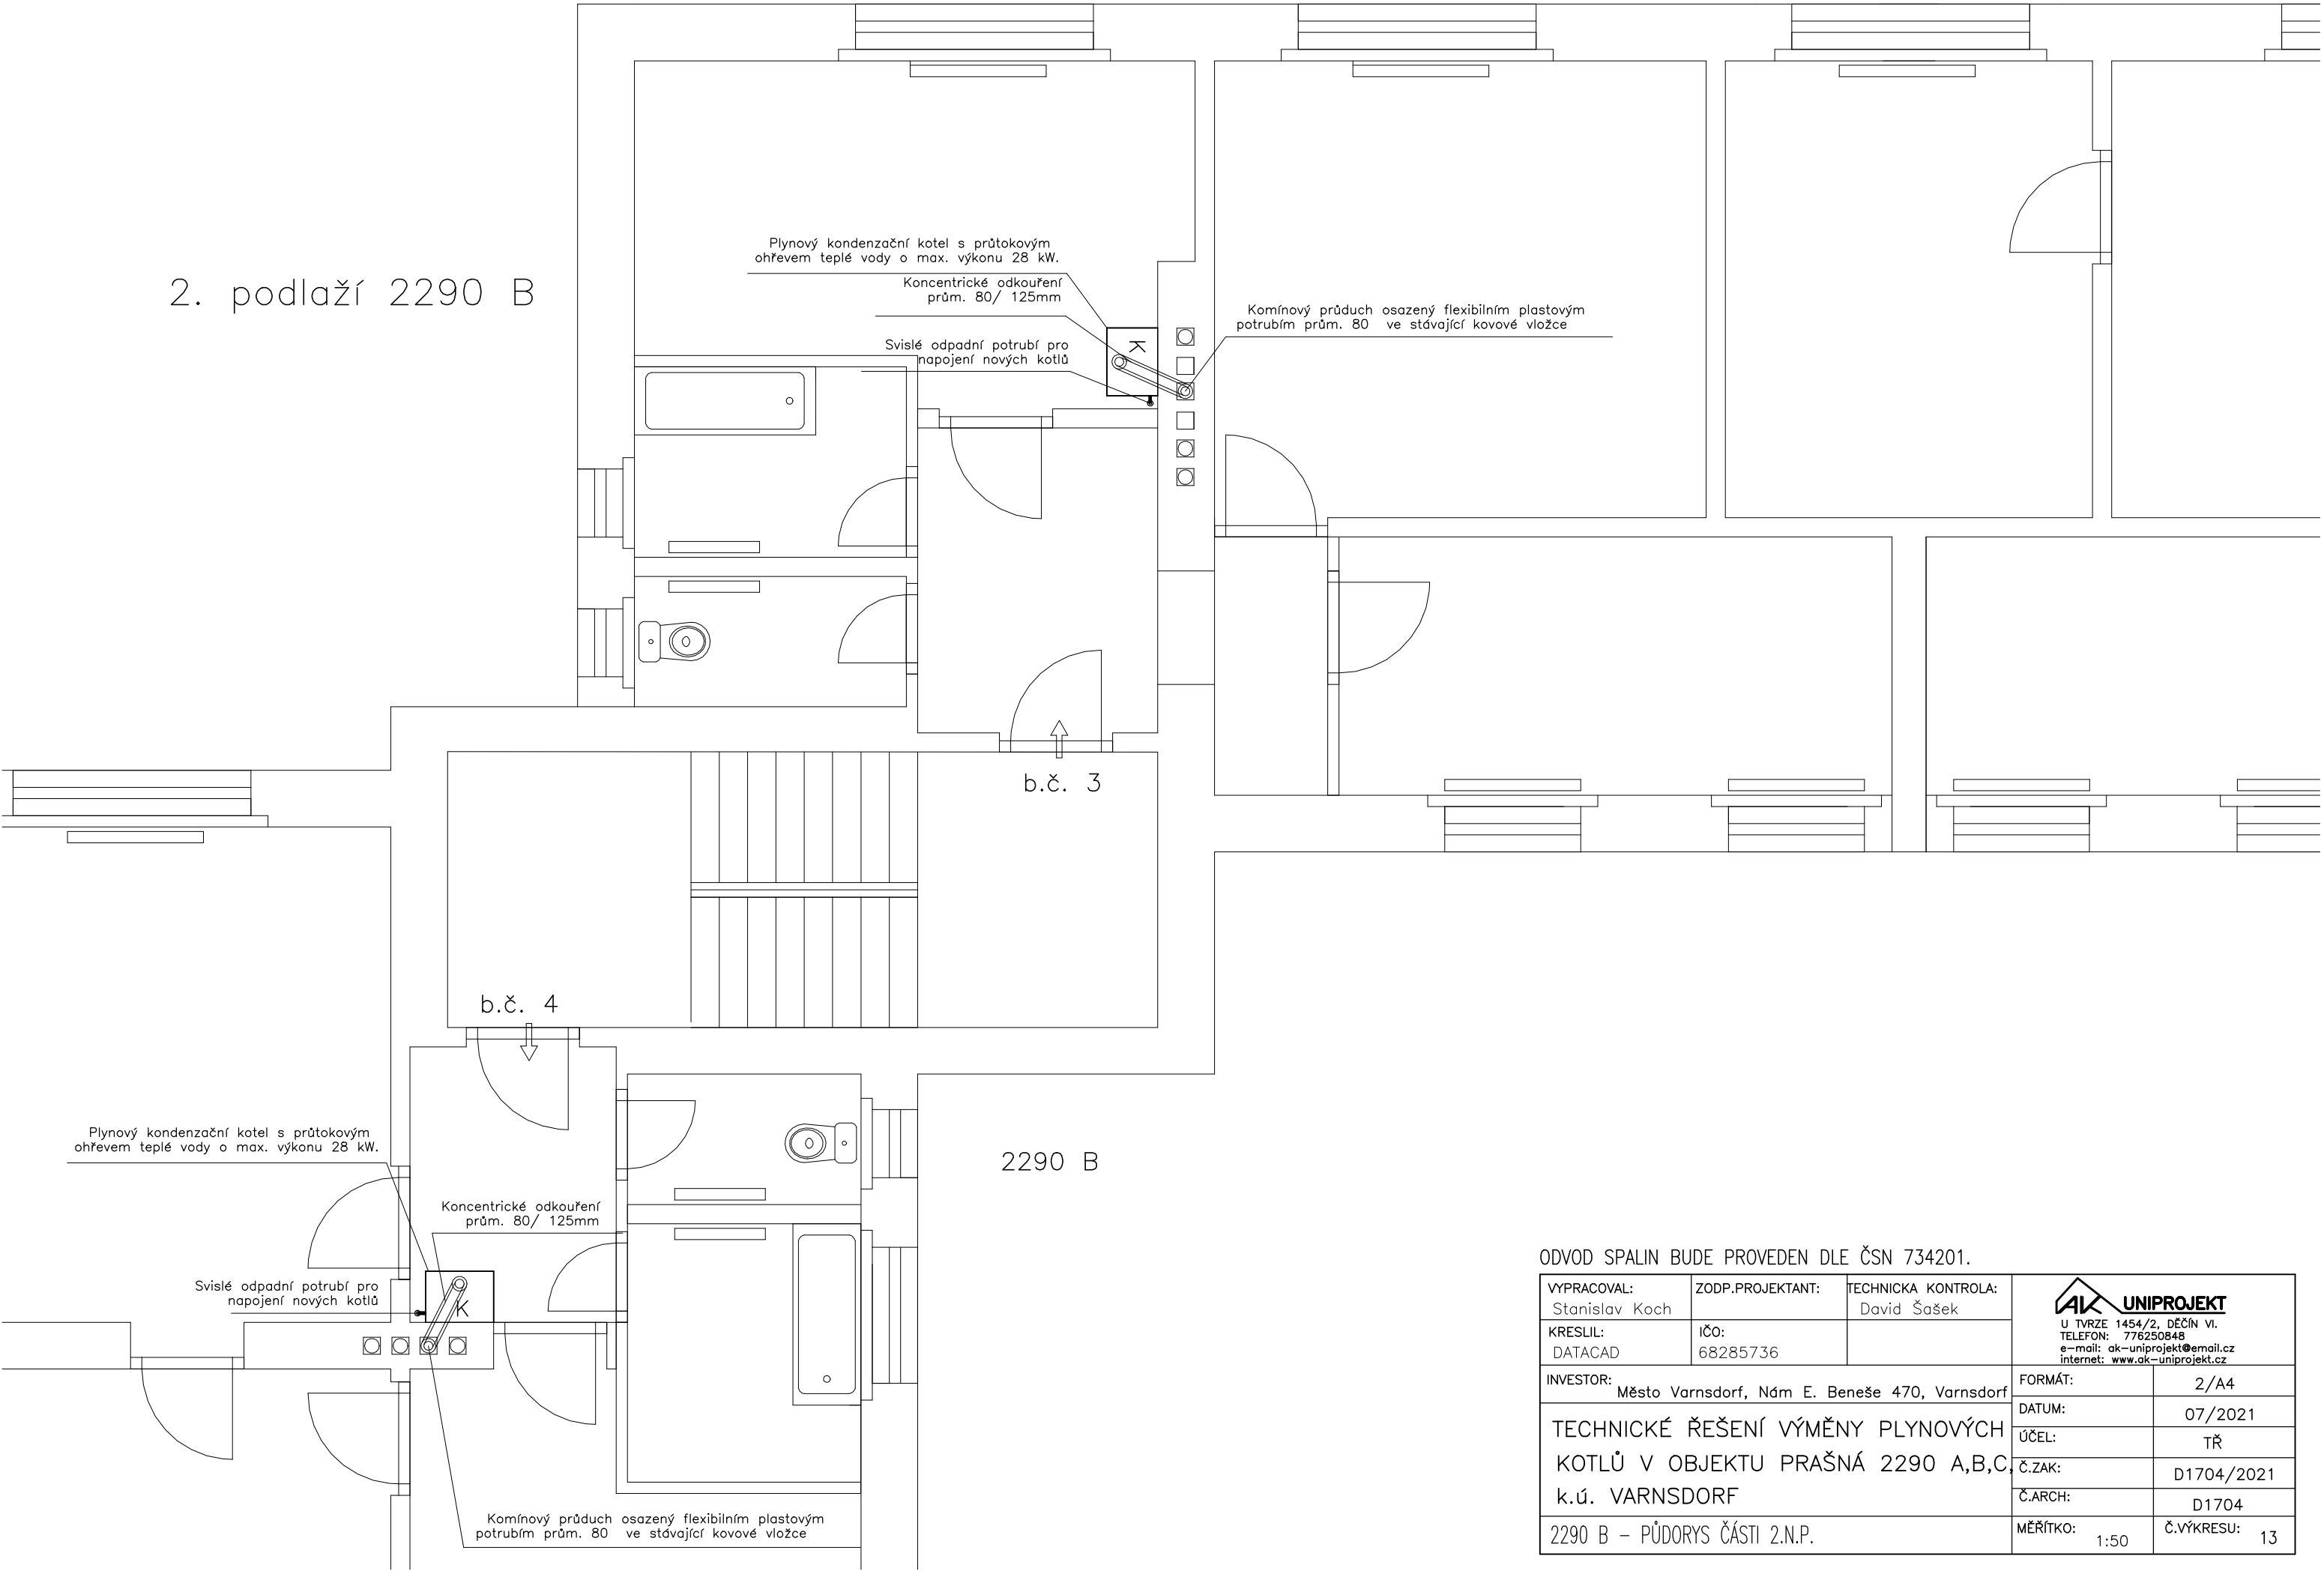 2. podlaží 2290 B
Plynový kondenzační kotel s průtokovým
ohřevem teplé vody o max. výkonu 28 kW.
Koncentrické odkouření
prům. 80/ 125mm
Svislé odpadní potrubí pro
napojení nových kotlů
K
Komínový průduch osazený flexibilním plastovým
potrubím prům. 80 ve stávající kovové vložce
b.č. 3
b.č. 4
Plynový kondenzační kotel s průtokovým
ohřevem teplé vody o max. výkonu 28 kW.
Koncentrické odkouření
prům. 80/ 125mm
Svislé odpadní potrubí pro
napojení nových kotlů
K
Komínový průduch osazený flexibilním plastovým
potrubím prům. 80 ve stávající kovové vložce
2290 B
ODVOD SPALIN BUDE PROVEDEN DLE ČSN 734201.
VYPRACOVAL:
Stanislav Koch
ZODP.PROJEKTANT:
TECHNICKA KONTROLA:
David Šašek
KRESLIL:
DATACAD
IČO:
68285736
AK UNIPROJEKT
U TVRZE 1454/2, DĚČÍN VI.
TELEFON: 776250848
e-mail: ak-uniprojekt@email.cz
internet: www.ak-uniprojekt.cz
INVESTOR: Město Varnsdorf, Nám E. Beneše 470, Varnsdorf
TECHNICKÉ ŘEŠENÍ VÝMĚNY PLYNOVÝCH
KOTLŮ V OBJEKTU PRAŠNÁ 2290 A,B,C,
k.ú. VARNSDORF
2290 B - PŮDORYS ČÁSTI 2.N.P.
FORMÁT: 2/A4
DATUM: 07/2021
ÚČEL: TŘ
Č.ZAK: D1704/2021
Č.ARCH: D1704
MĚŘÍTKO: 1:50
Č.VÝKRESU: 13